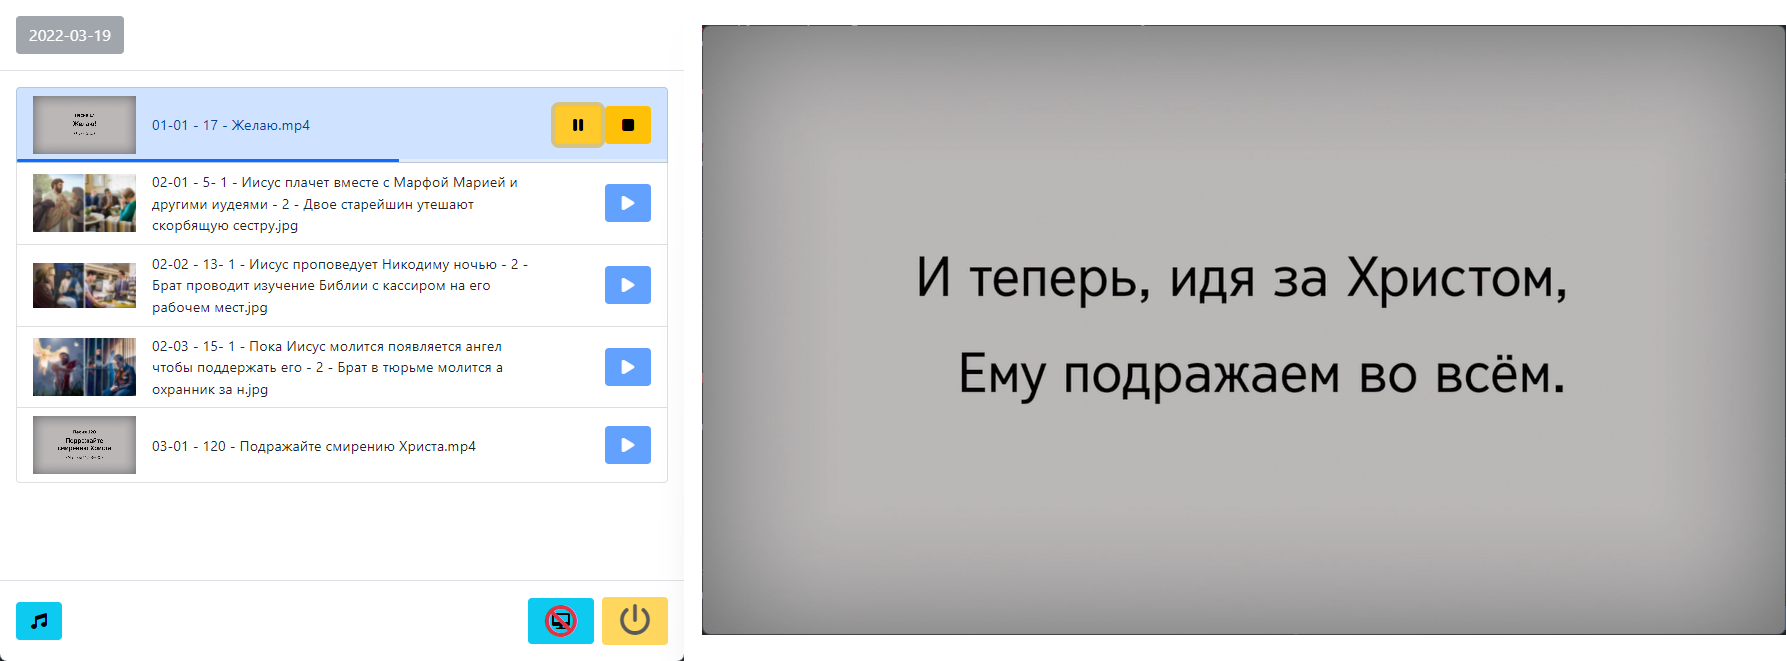 2022-03-19
Желаю!
01-01 - 17 - Желаю.mp4
02-01 - 5- 1 - Иисус плачет вместе с Марфой Марией и
другими иудеями - 2 - Двое старейшин утешают
скорбящую сестру.jpg
02-02 - 13- 1 - Иисус проповедует Никодиму ночью - 2 -
Брат проводит изучение Библии с кассиром на его
рабочем мест.jpg
02-03 - 15- 1 - Пока Иисус молится появляется ангел
чтобы поддержать его - 2 - Брат в тюрьме молится а
охранник за н.jpg
Подражайте
смирению Христа
03-01 - 120 - Подражайте смирению Христа.mp4
И теперь, идя за Христом,
Ему подражаем во всём.